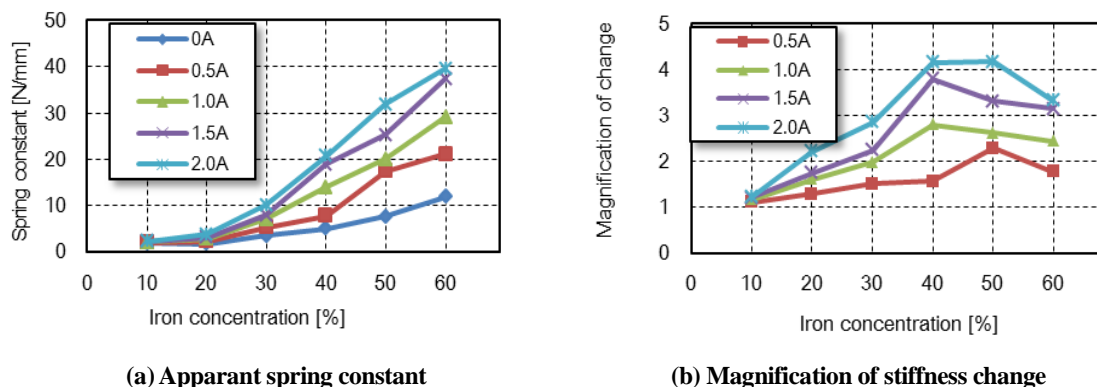 50
40
30
20
10
0
Spring constant [N/mm]
0A
0.5A
1.0A
1.5A
2.0A
0 10 20 30 40 50 60
Iron concentration [%]
(a) Apparant spring constant
5
4
3
2
1
0
Magnification of change
0.5A
1.0A
1.5A
2.0A
0 10 20 30 40 50 60
Iron concentration [%]
(b) Magnification of stiffness change